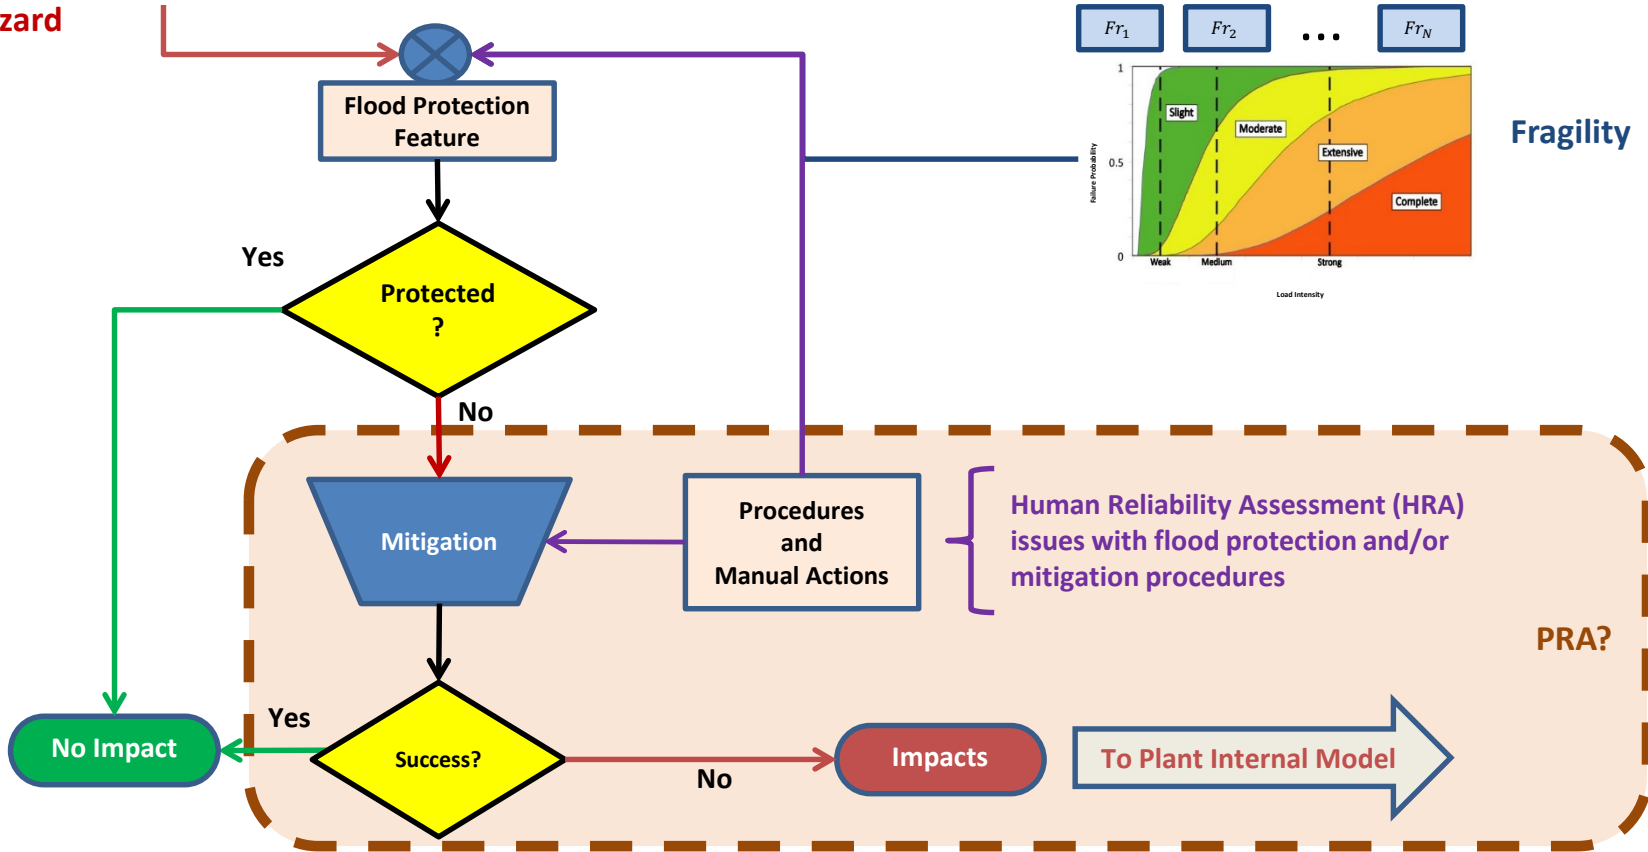 zard
Fr1
Fr2
...
FrN
Flood Protection
Feature
Fragility
Failure Probability
1
0.5
0
Slight
Moderate
Extensive
Complete
Weak
Medium
Strong
Load Intensity
Yes
Protected
?
No
Mitigation
Procedures
and
Manual Actions
Human Reliability Assessment (HRA)
issues with flood protection and/or
mitigation procedures
PRA?
Yes
No Impact
Success?
No
Impacts
To Plant Internal Model